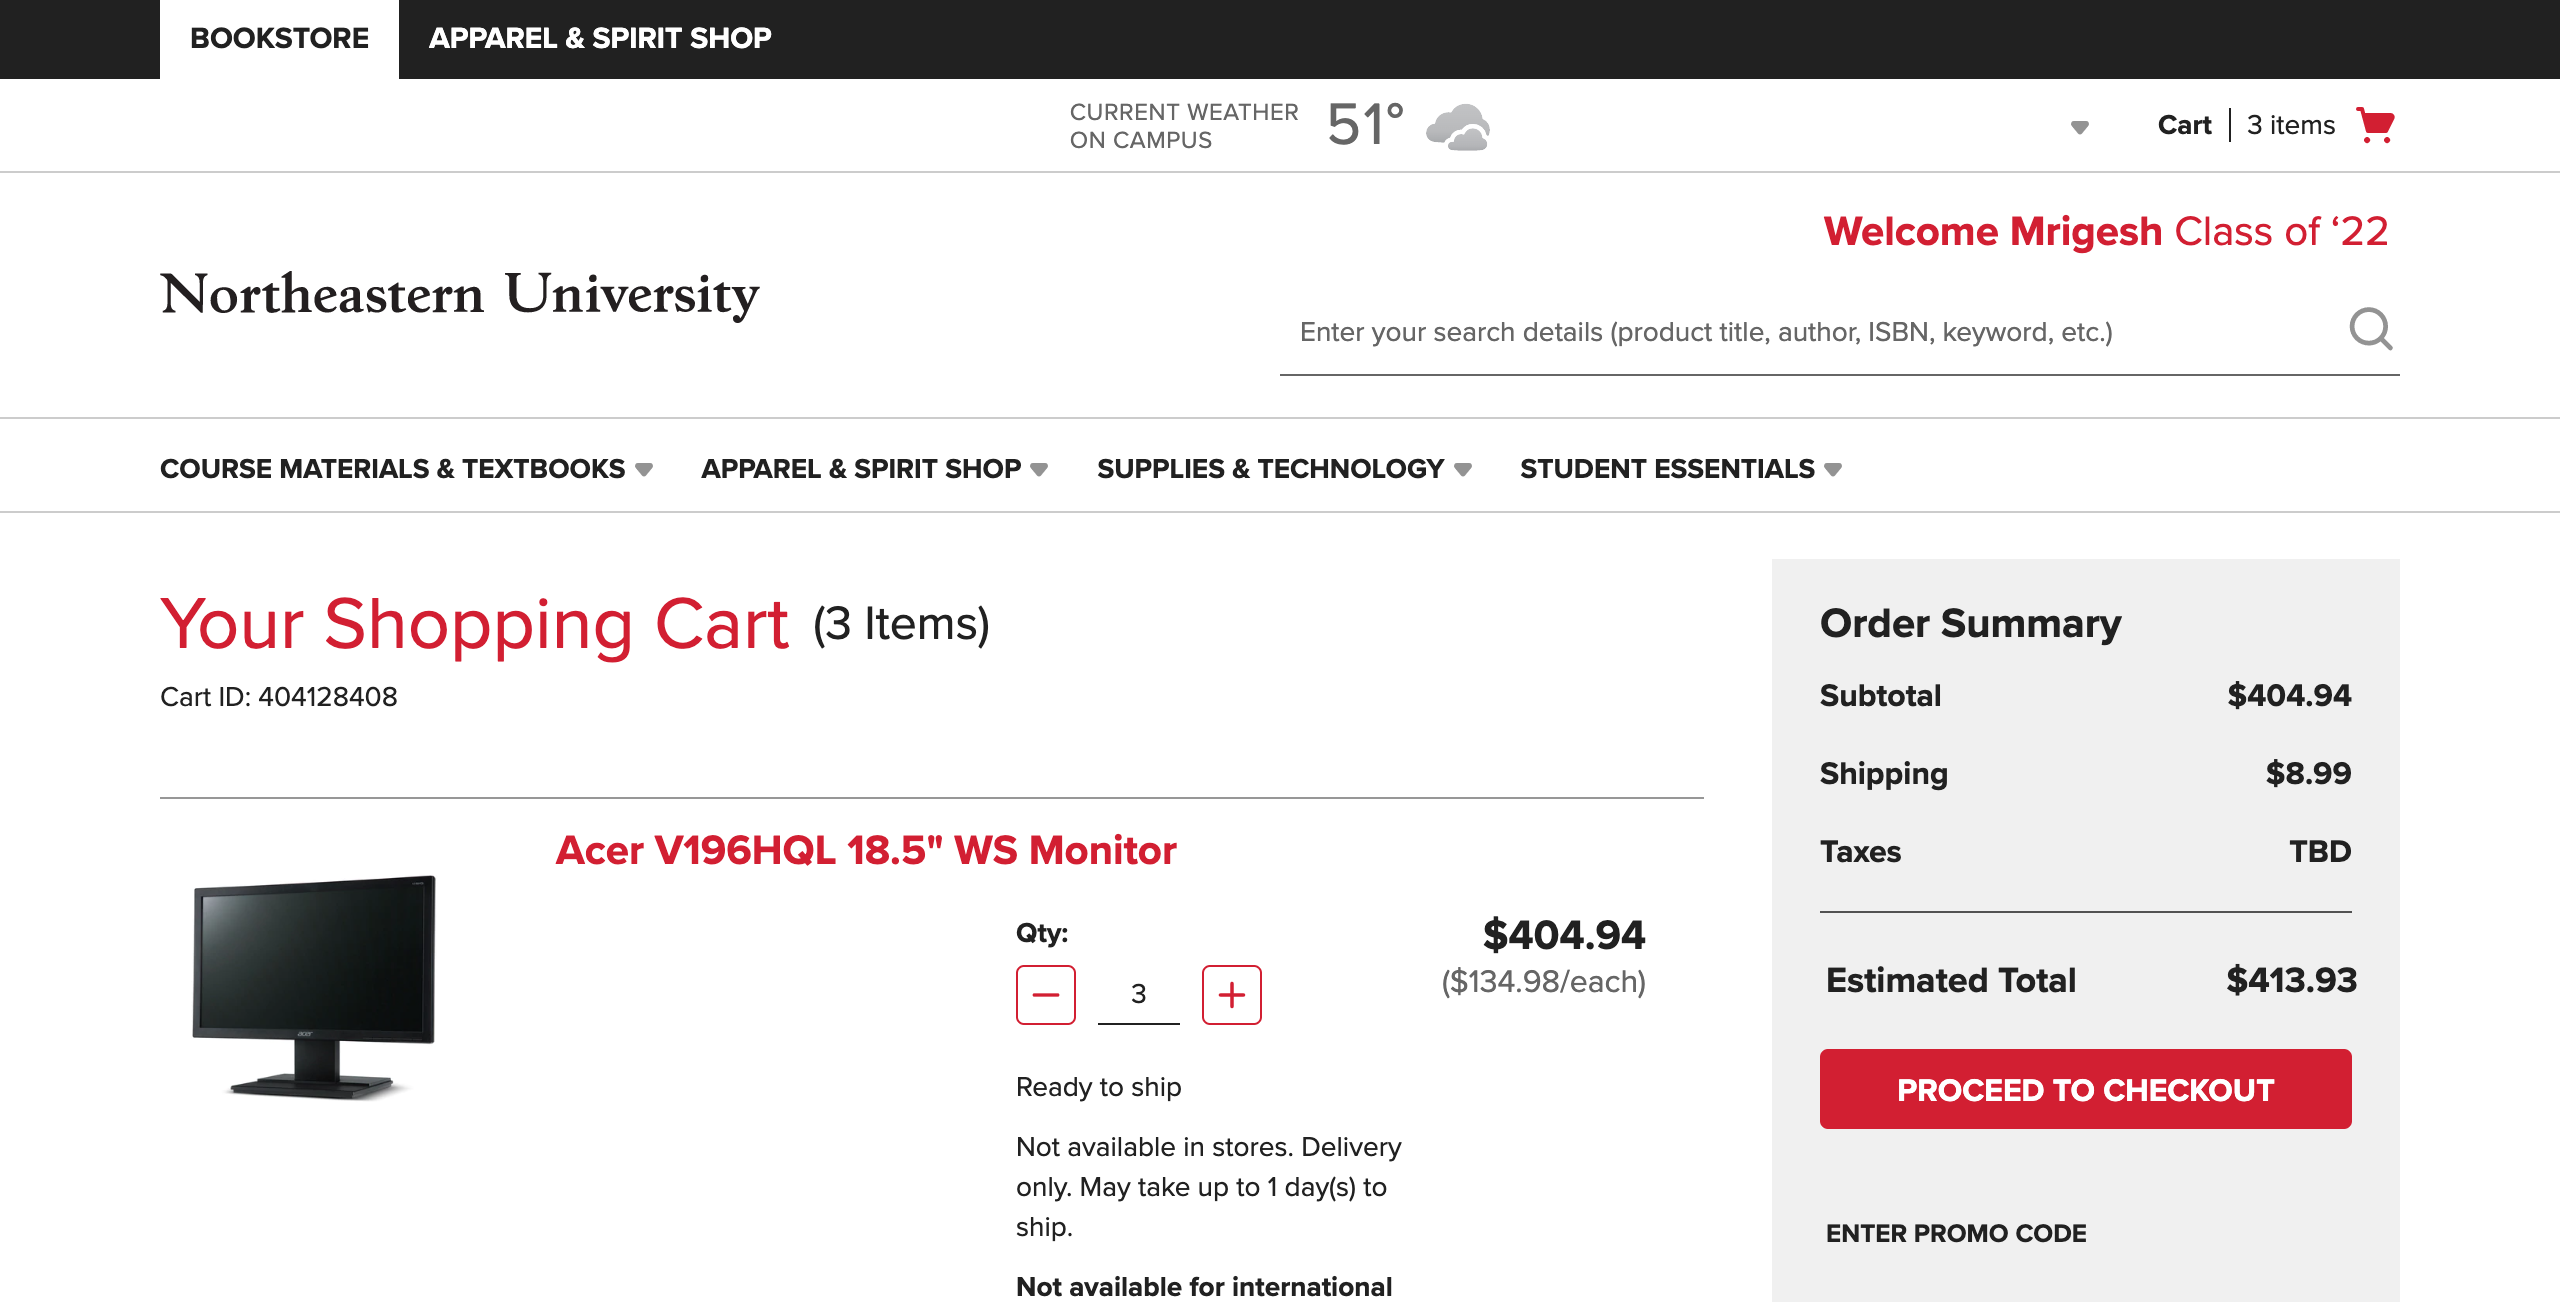 BOOKSTORE
APPAREL & SPIRIT SHOP
CURRENT WEATHER
ON CAMPUS
51°
Cart
3 items
Welcome Mrigesh Class of ‘22
Northeastern University
Enter your search details (product title, author, ISBN, keyword, etc.)
COURSE MATERIALS & TEXTBOOKS
APPAREL & SPIRIT SHOP
SUPPLIES & TECHNOLOGY
STUDENT ESSENTIALS
Your Shopping Cart (3 Items)
Cart ID: 404128408
Acer V196HQL 18.5" WS Monitor
acer
Qty:
3
$404.94
($134.98/each)
Ready to ship
Not available in stores. Delivery
only. May take up to 1 day(s) to
ship.
Not available for international
Order Summary
Subtotal $404.94
Shipping $8.99
Taxes TBD
Estimated Total $413.93
PROCEED TO CHECKOUT
ENTER PROMO CODE